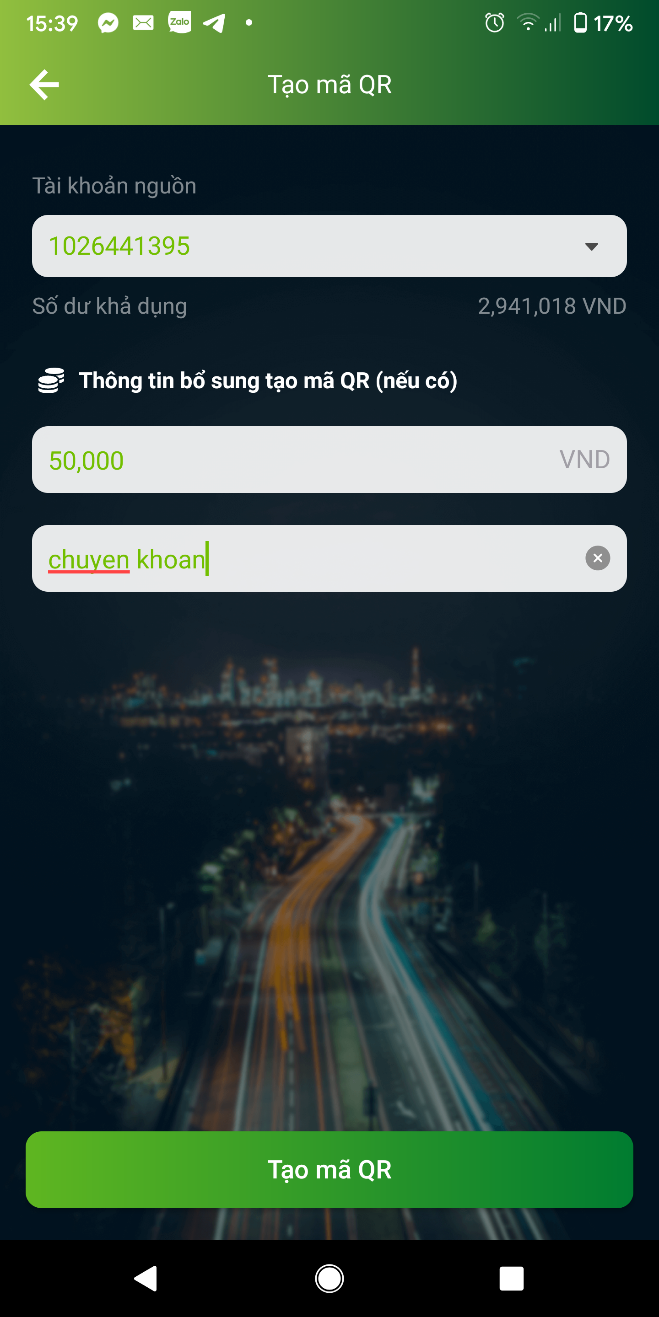 15:39 Zalo 17%
Tạo mã QR
Tài khoản nguồn
1026441395
Số dư khả dụng 2,941,018 VND
Thông tin bổ sung tạo mã QR (nếu có)
50,000 VND
chuyen khoan
Tạo mã QR